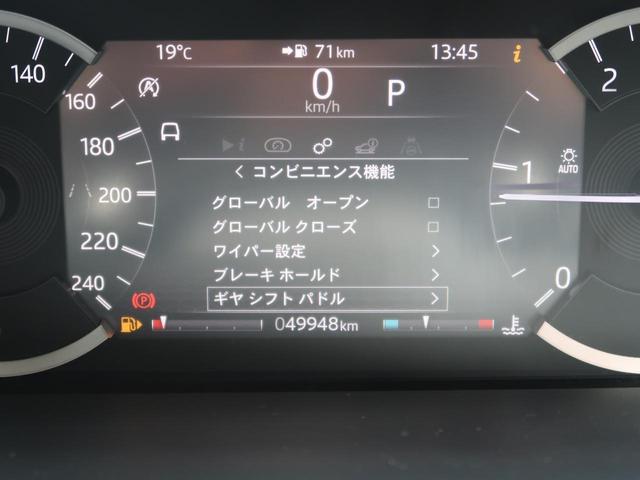 19℃ 71 km 13:45 i
0 P
km/h
140
160
180
200
220
240
i
< コンビニエンス機能
グローバル オープン
グローバル クローズ
ワイパー設定 >
ブレーキ ホールド >
ギヤ シフト パドル >
2
1
AUTO
0
P
049948km